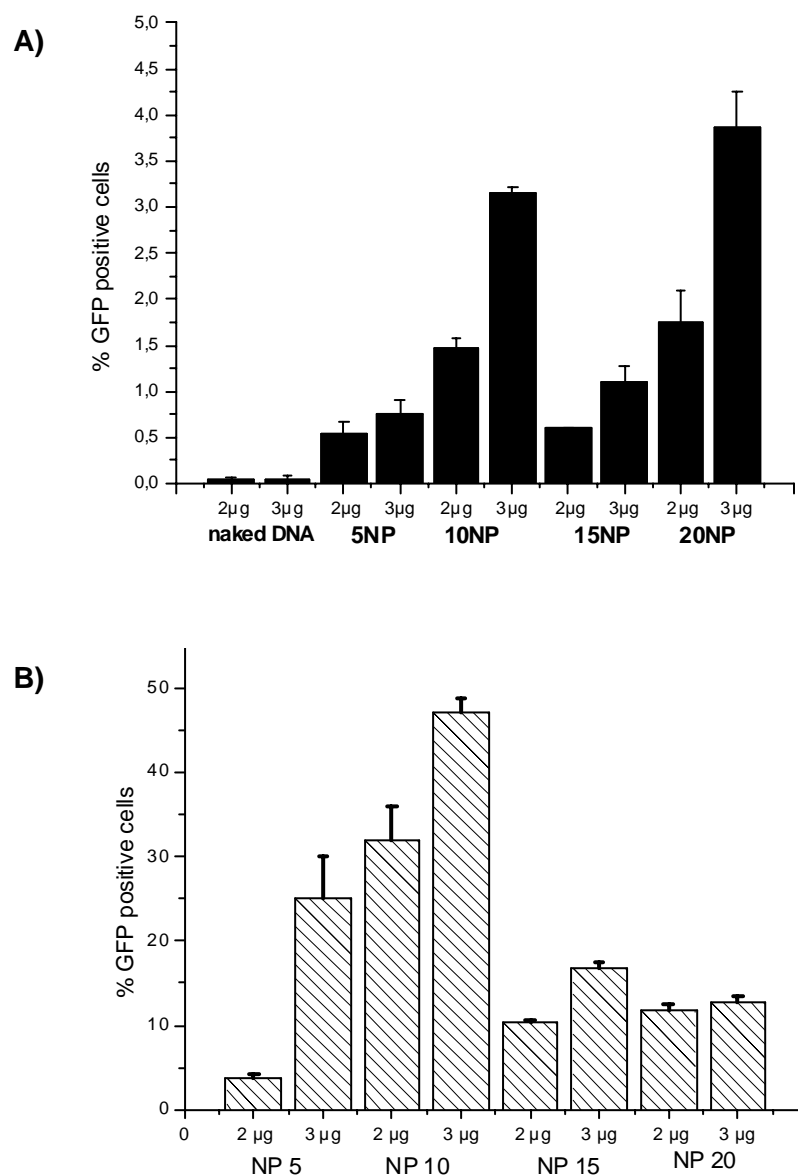 A)
% GFP positive cells
5,0
4,5
4,0
3,5
3,0
2,5
2,0
1,5
1,0
0,5
0,0
2µg 3µg 2µg 3µg 2µg 3µg 2µg 3µg 2µg 3µg
naked DNA 5NP 10NP 15NP 20NP
B)
% GFP positive cells
50
40
30
20
10
0
0 2 µg 3 µg 2 µg 3 µg 2 µg 3 µg 2 µg 3 µg
NP 5 NP 10 NP 15 NP 20